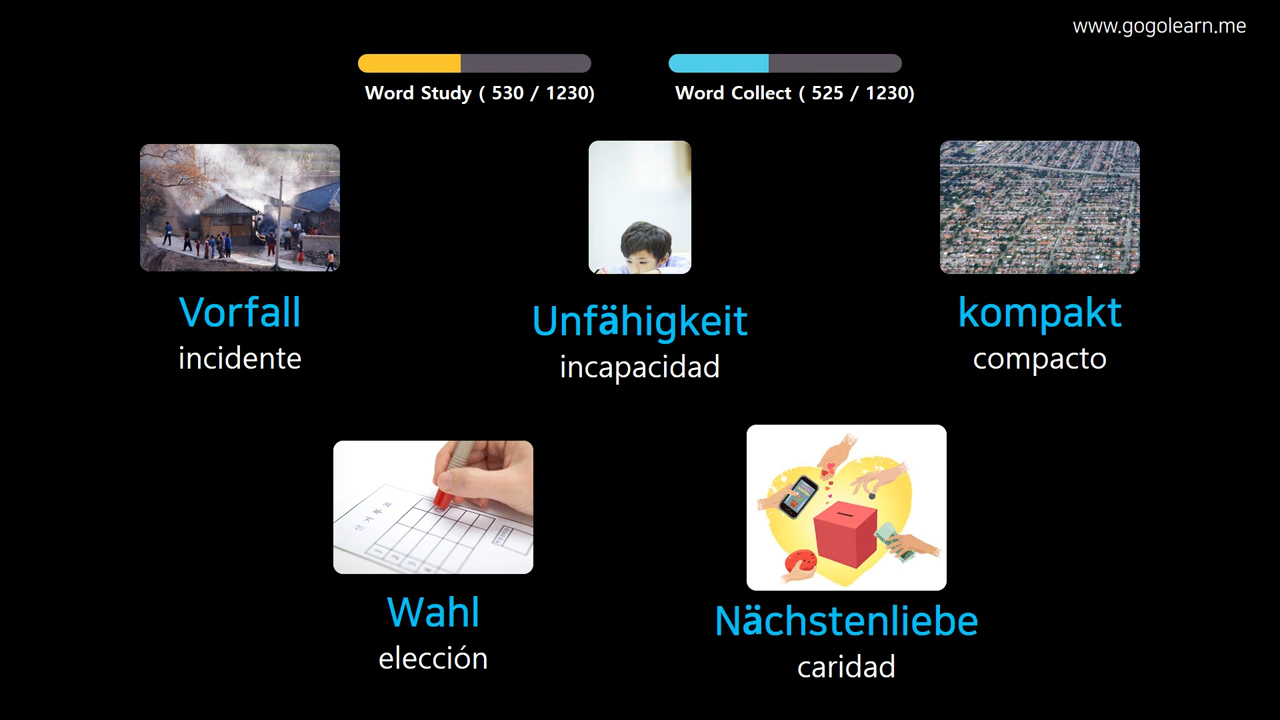 www.gogolearn.me
Word Study ( 530 / 1230)
Word Collect ( 525 / 1230)
Vorfall
incidente
Unfähigkeit
incapacidad
kompakt
compacto
Wahl
elección
Nächstenliebe
caridad